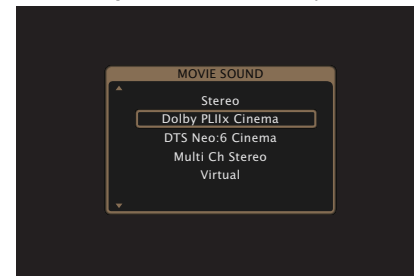 MOVIE SOUND
Stereo
Dolby PLIIx Cinema
DTS Neo:6 Cinema
Multi Ch Stereo
Virtual